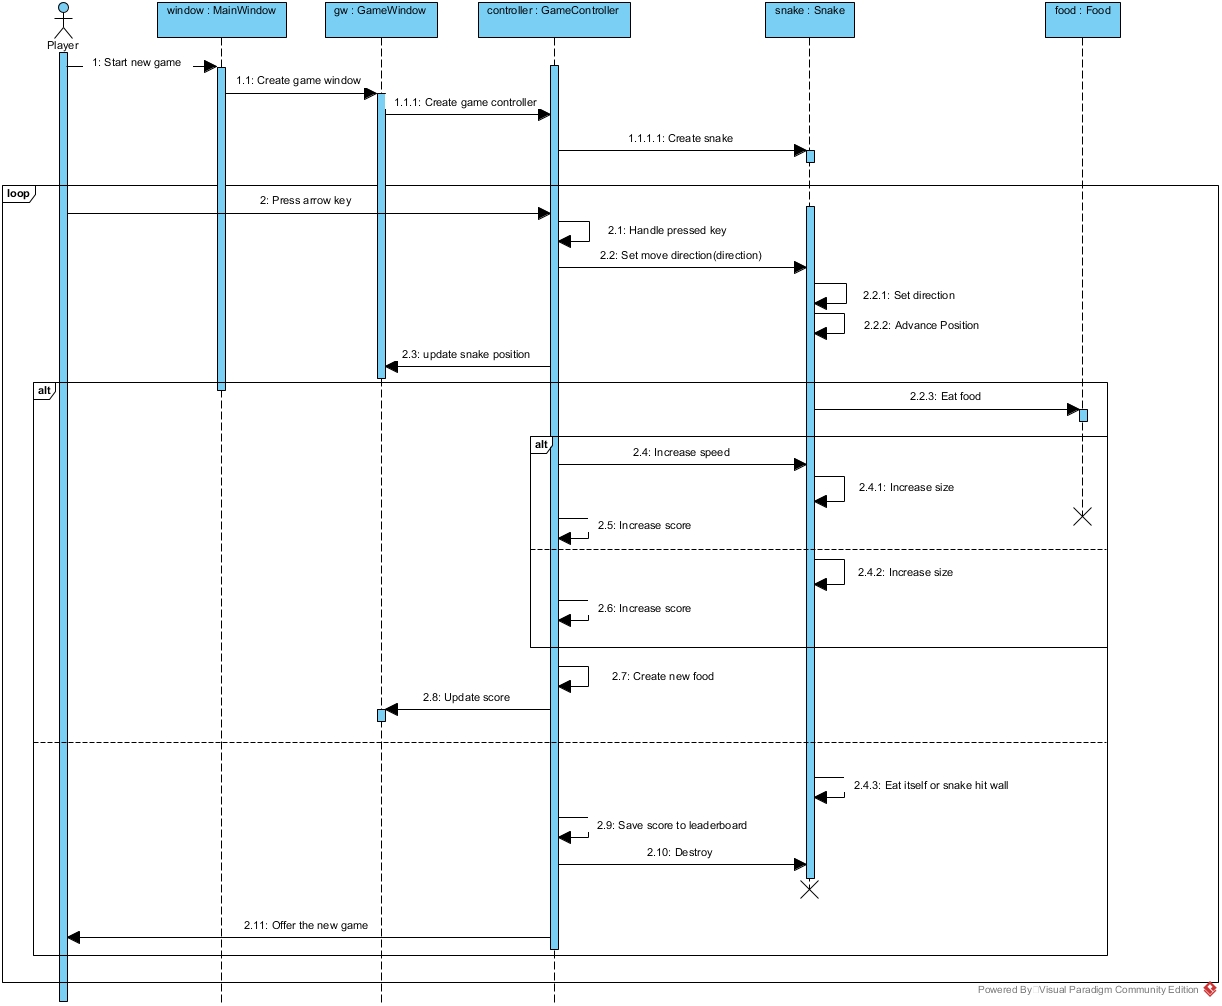 window : MainWindow
gw : GameWindow
controller : GameController
snake : Snake
food : Food
Player
1: Start new game
1.1: Create game window
1.1.1: Create game controller
1.1.1.1: Create snake
loop
2: Press arrow key
2.1: Handle pressed key
2.2: Set move direction(direction)
2.2.1: Set direction
2.2.2: Advance Position
2.3: update snake position
alt
2.2.3: Eat food
alt
2.4: Increase speed
2.4.1: Increase size
2.5: Increase score
2.4.2: Increase size
2.6: Increase score
2.7: Create new food
2.8: Update score
2.4.3: Eat itself or snake hit wall
2.9: Save score to leaderboard
2.10: Destroy
2.11: Offer the new game
Powered By Visual Paradigm Community Edition